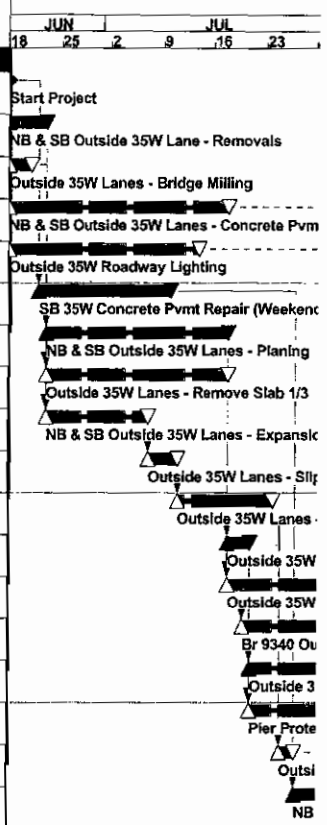 JUN JUL
18 25 2 9 16 23
Start Project
NB & SB Outside 35W Lane - Removals
Outside 35W Lanes - Bridge Milling
NB & SB Outside 35W Lanes - Concrete Pvm
Outside 35W Roadway Lighting
SB 35W Concrete Pvmt Repair (Weekend
NB & SB Outside 35W Lanes - Planing
Outside 35W Lanes - Remove Slab 1/3
NB & SB Outside 35W Lanes - Expansio
Outside 35W Lanes - Slip
Outside 35W Lanes -
Outside 35W
Outside 35W
Br 9340 Ou
Outside 3
Pier Prote
Outsi
NB